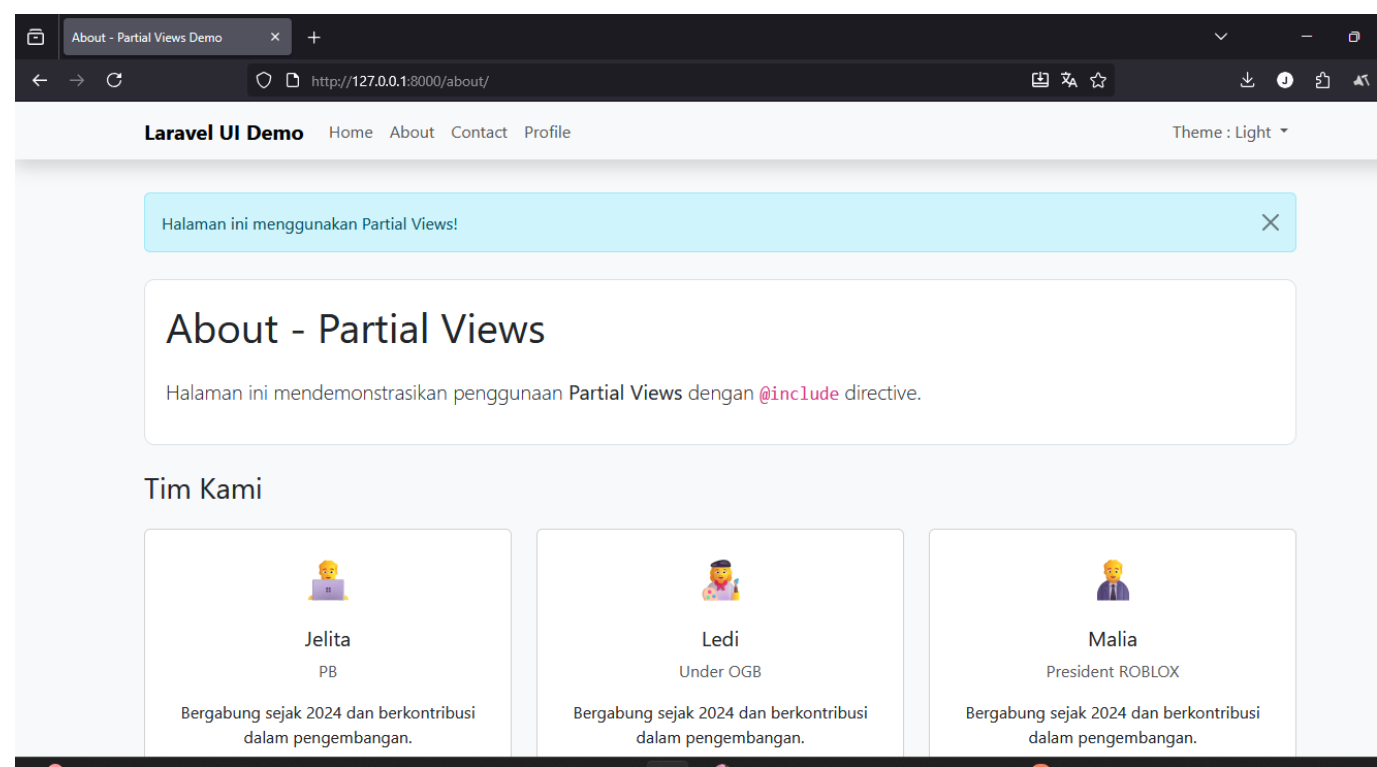 About - Partial Views Demo
http://127.0.0.1:8000/about/
J
Laravel UI Demo Home About Contact Profile Theme : Light
Halaman ini menggunakan Partial Views!
About - Partial Views
Halaman ini mendemonstrasikan penggunaan Partial Views dengan @include directive.
Tim Kami
Jelita Ledi Malia
PB Under OGB President ROBLOX
Bergabung sejak 2024 dan berkontribusi Bergabung sejak 2024 dan berkontribusi Bergabung sejak 2024 dan berkontribusi
dalam pengembangan. dalam pengembangan. dalam pengembangan.